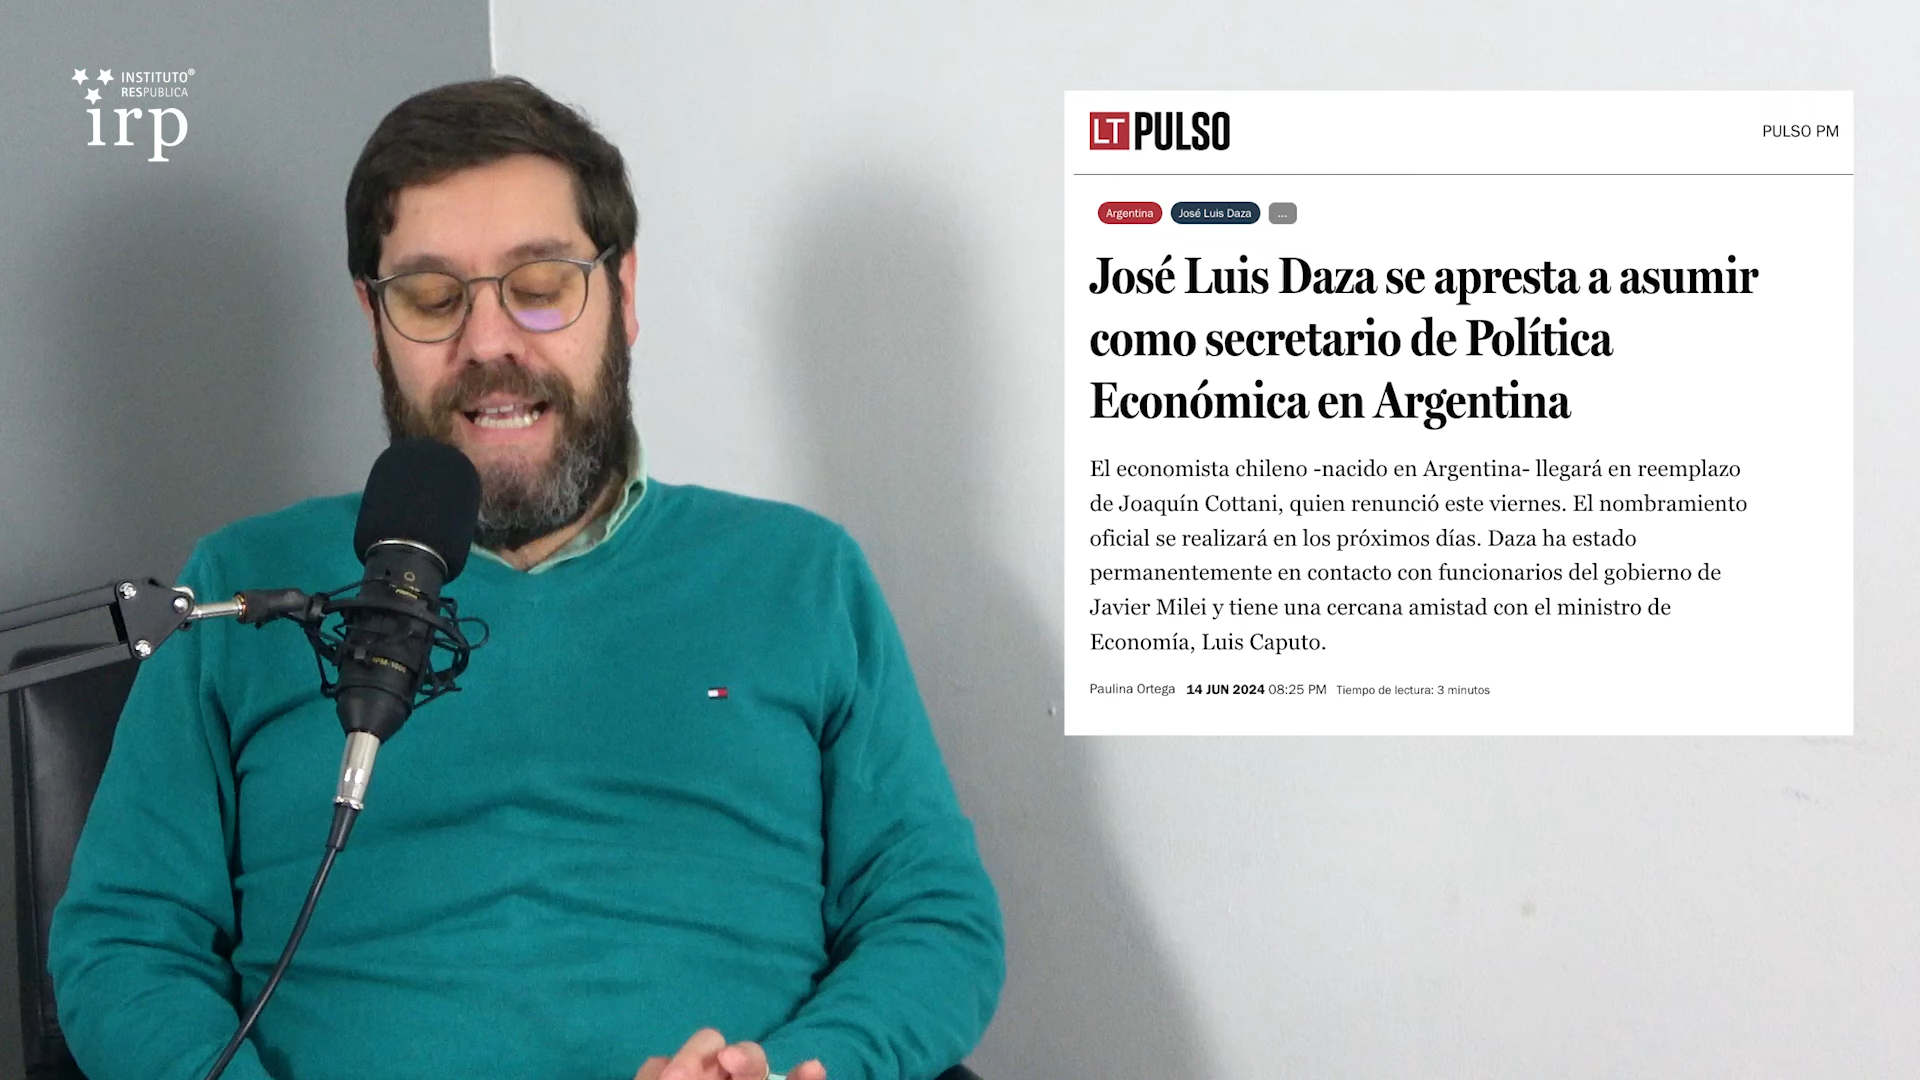 INSTITUTO®
RESPUBLICA
irp
LT PULSO
PULSO PM
Argentina
José Luis Daza
...
José Luis Daza se apresta a asumir
como secretario de Política
Económica en Argentina
El economista chileno -nacido en Argentina- llegará en reemplazo
de Joaquín Cottani, quien renunció este viernes. El nombramiento
oficial se realizará en los próximos días. Daza ha estado
permanentemente en contacto con funcionarios del gobierno de
Javier Milei y tiene una cercana amistad con el ministro de
Economía, Luis Caputo.
Paulina Ortega 14 JUN 2024 08:25 PM Tiempo de lectura: 3 minutos